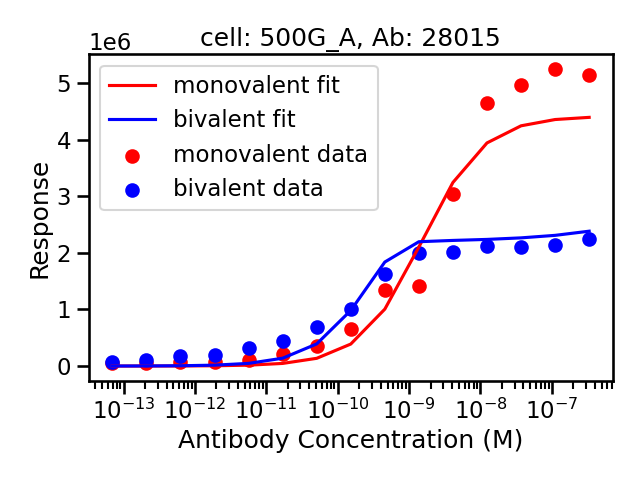 cell: 500G_A, Ab: 28015
1e6
monovalent fit
bivalent fit
monovalent data
bivalent data
5
4
3
2
1
0
Response
10⁻¹³ 10⁻¹² 10⁻¹¹ 10⁻¹⁰ 10⁻⁹ 10⁻⁸ 10⁻⁷
Antibody Concentration (M)